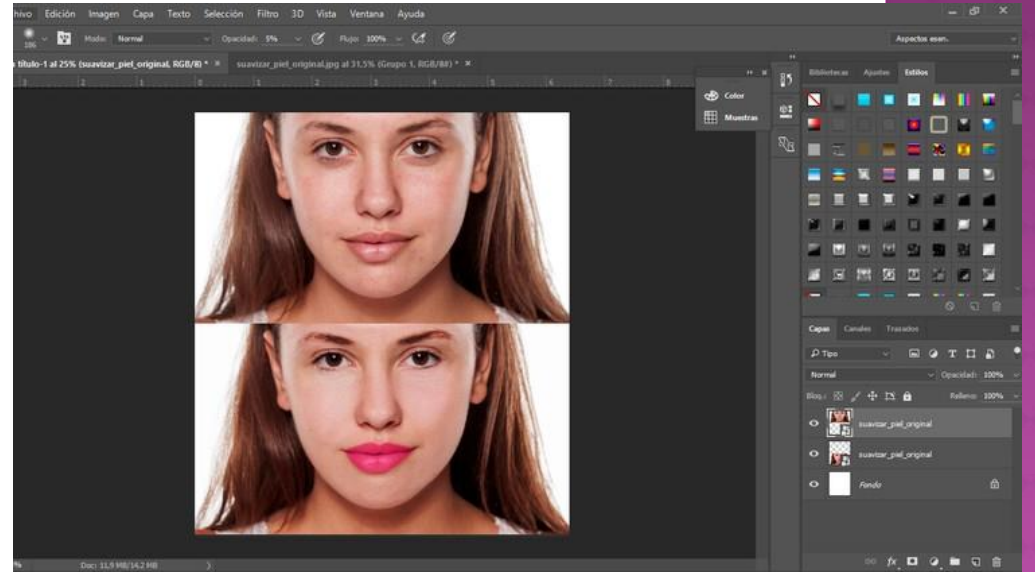 hivo Edición Imagen Capa Texto Selección Filtro 3D Vista Ventana Ayuda
186 Modo: Normal Opacidad: 5% Flujo: 100% Aspectos esen.
título-1 al 25% (suavizar_piel_original, RGB/8) * × suavizar_piel_original.jpg al 31,5% (Grupo 1, RGB/8#) * ×
Color
Muestras
Bibliotecas Ajustes Estilos
Capas Canales Trazados
Tipo
Normal Opacidad: 100%
Bloq.: Relleno: 100%
suavizar_piel_original
suavizar_piel_original
Fondo
Doc: 11,9 MB/14,2 MB